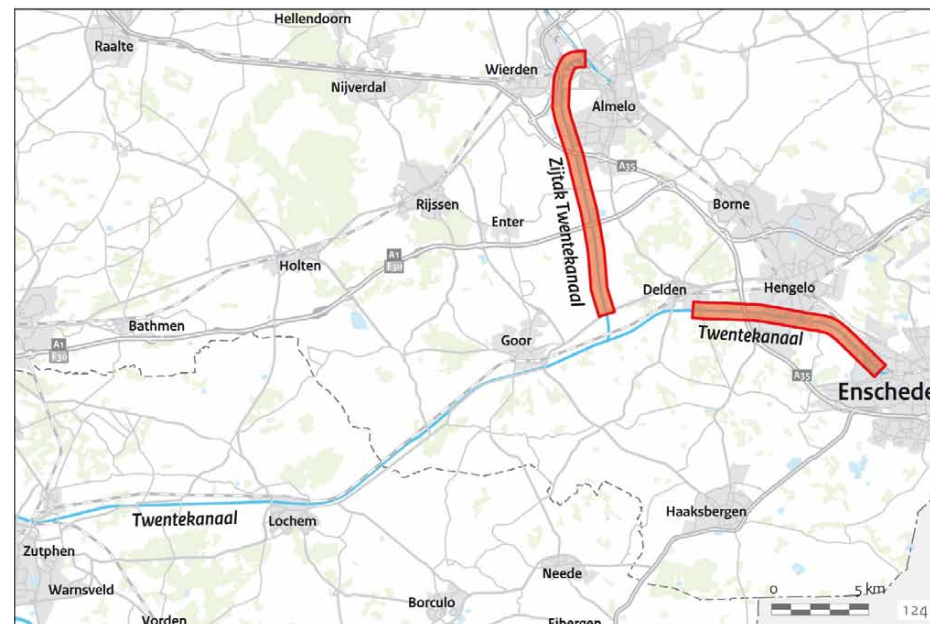 Hellendoorn
Raalte
Wierden
Nijverdal
Almelo
A35
Zijtak Twentekanaal
Rijssen
Borne
Enter
A1
E30
Holten
Delden
Hengelo
Bathmen
Goor
Twentekanaal
A1
E30
A35
Enschede
Twentekanaal
Lochem
Haaksbergen
Zutphen
Neede
Warnsveld
Borculo
0 5 km
Vorden
Eibergen
124